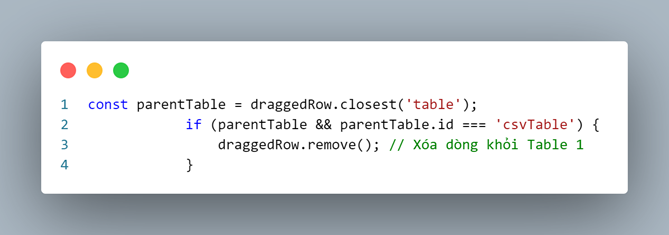 1 const parentTable = draggedRow.closest('table');
2             if (parentTable && parentTable.id === 'csvTable') {
3                 draggedRow.remove(); // Xóa dòng khỏi Table 1
4             }